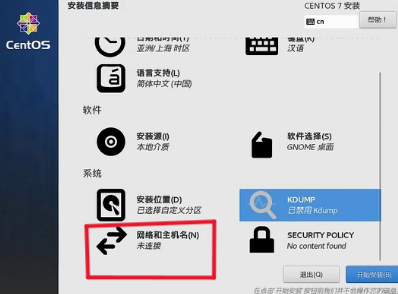 安装信息摘要
CENTOS 7 安装
cn
帮助!
CentOS
日期和时间(T)
亚洲/上海 时区
键盘(K)
汉语
语言支持(L)
简体中文 (中国)
软件
安装源(I)
本地介质
软件选择(S)
GNOME 桌面
系统
安装位置(D)
已选择自定义分区
KDUMP
已禁用 Kdump
网络和主机名(N)
未连接
SECURITY POLICY
No content found
退出(Q)
开始安装(B)
在点击"开始安装"按钮前我们并不会操作您的磁盘。